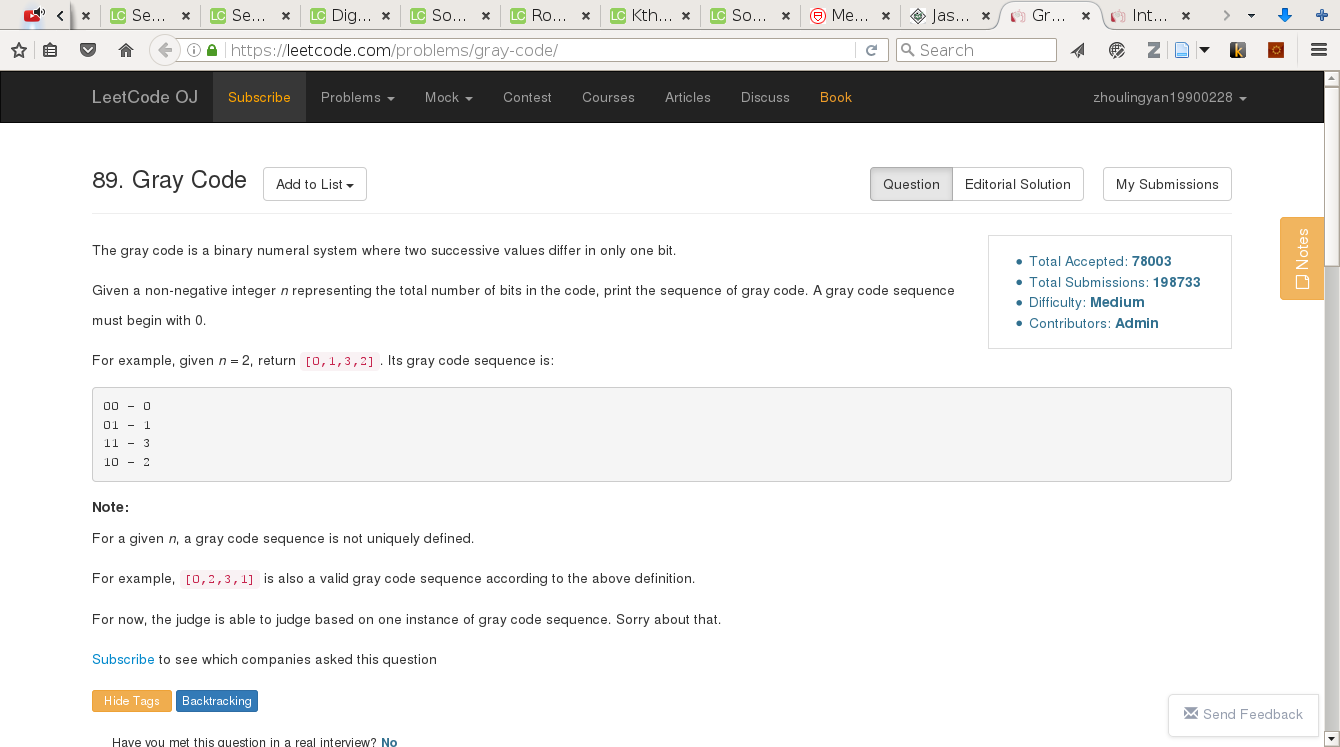 Se... Se... Dig... So... Ro... Kth... So... Me... Jas... Gr... Int...
https://leetcode.com/problems/gray-code/ Search
LeetCode OJ Subscribe Problems Mock Contest Courses Articles Discuss Book zhoulingyan19900228
89. Gray Code Add to List Question Editorial Solution My Submissions
Notes
The gray code is a binary numeral system where two successive values differ in only one bit.
Given a non-negative integer n representing the total number of bits in the code, print the sequence of gray code. A gray code sequence
must begin with 0.
For example, given n = 2, return [0,1,3,2]. Its gray code sequence is:
Total Accepted: 78003
Total Submissions: 198733
Difficulty: Medium
Contributors: Admin
00 - 0
01 - 1
11 - 3
10 - 2
Note:
For a given n, a gray code sequence is not uniquely defined.
For example, [0,2,3,1] is also a valid gray code sequence according to the above definition.
For now, the judge is able to judge based on one instance of gray code sequence. Sorry about that.
Subscribe to see which companies asked this question
Hide Tags Backtracking
Send Feedback
Have you met this question in a real interview? No